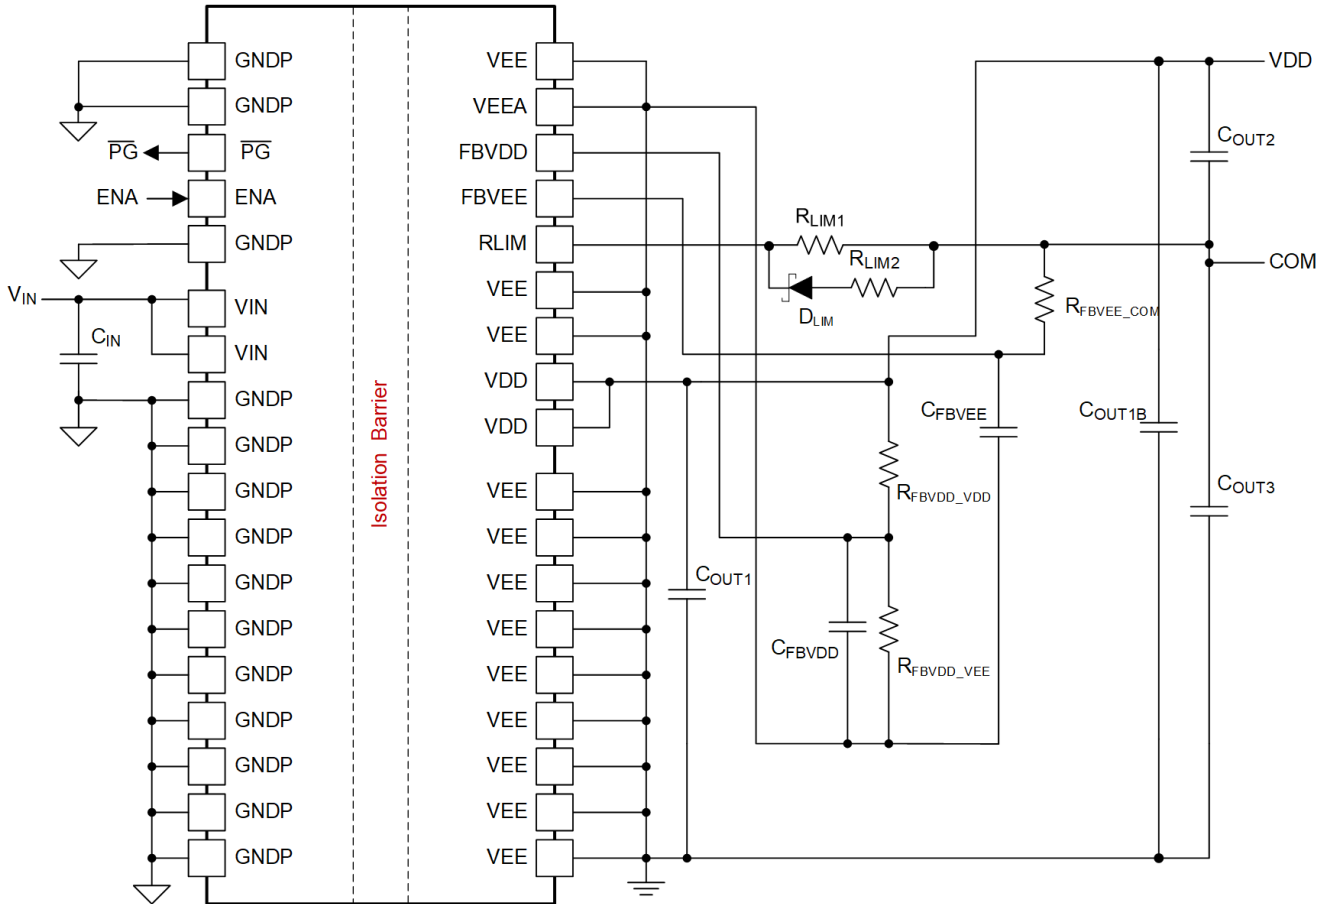 GNDP
GNDP
PG
PG
ENA
ENA
GNDP
VIN
CIN
VIN
VIN
GNDP
GNDP
GNDP
GNDP
GNDP
GNDP
GNDP
GNDP
GNDP
GNDP
GNDP
Isolation Barrier
VEE
VEEA
FBVDD
FBVEE
RLIM
VEE
VEE
VDD
VDD
VEE
VEE
VEE
VEE
VEE
VEE
VEE
VEE
VEE
RLIM1
RLIM2
DLIM
RFBVEE_COM
CFBVEE
RFBVDD_VDD
COUT1
CFBVDD
RFBVDD_VEE
COUT1B
COUT2
COUT3
VDD
COM